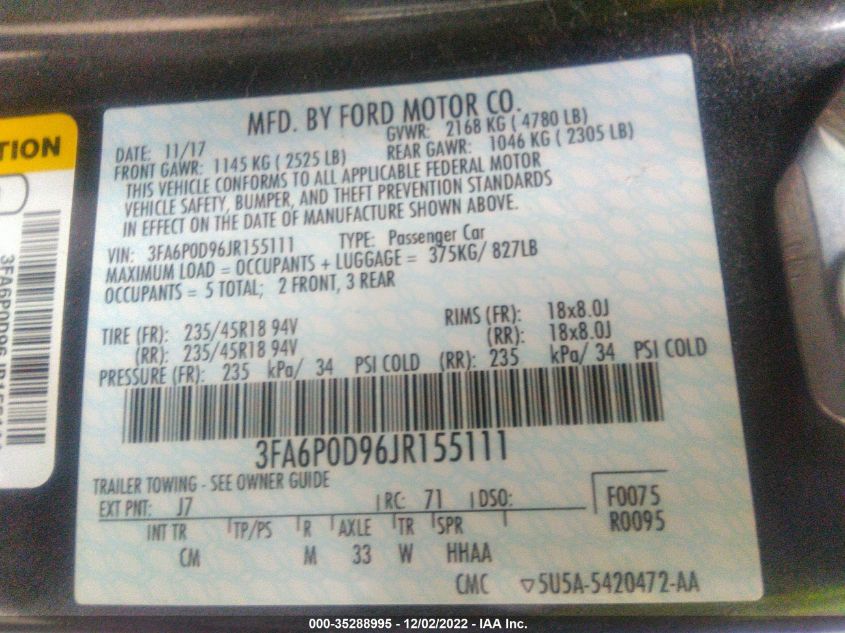 TION
3FA6P0D96JR155111
MFD. BY FORD MOTOR CO.
DATE: 11/17 GVWR: 2168 KG ( 4780 LB)
FRONT GAWR: 1145 KG ( 2525 LB) REAR GAWR: 1046 KG ( 2305 LB)
THIS VEHICLE CONFORMS TO ALL APPLICABLE FEDERAL MOTOR
VEHICLE SAFETY, BUMPER, AND THEFT PREVENTION STANDARDS
IN EFFECT ON THE DATE OF MANUFACTURE SHOWN ABOVE.
VIN: 3FA6P0D96JR155111 TYPE: Passenger Car
MAXIMUM LOAD = OCCUPANTS + LUGGAGE = 375KG/ 827LB
OCCUPANTS = 5 TOTAL; 2 FRONT, 3 REAR
TIRE (FR): 235/45R18 94V RIMS (FR): 18x8.0J
(RR): 235/45R18 94V (RR): 18x8.0J
PRESSURE (FR): 235 kPa/ 34 PSI COLD (RR): 235 kPa/ 34 PSI COLD
3FA6P0D96JR155111
TRAILER TOWING - SEE OWNER GUIDE
EXT PNT: J7 RC: 71 DSO: F0075
R0095
INT TR TP/PS R AXLE TR SPR
CM M 33 W HHAA
CMC ▽5U5A-5420472-AA
000-35288995 - 12/02/2022 - IAA Inc.